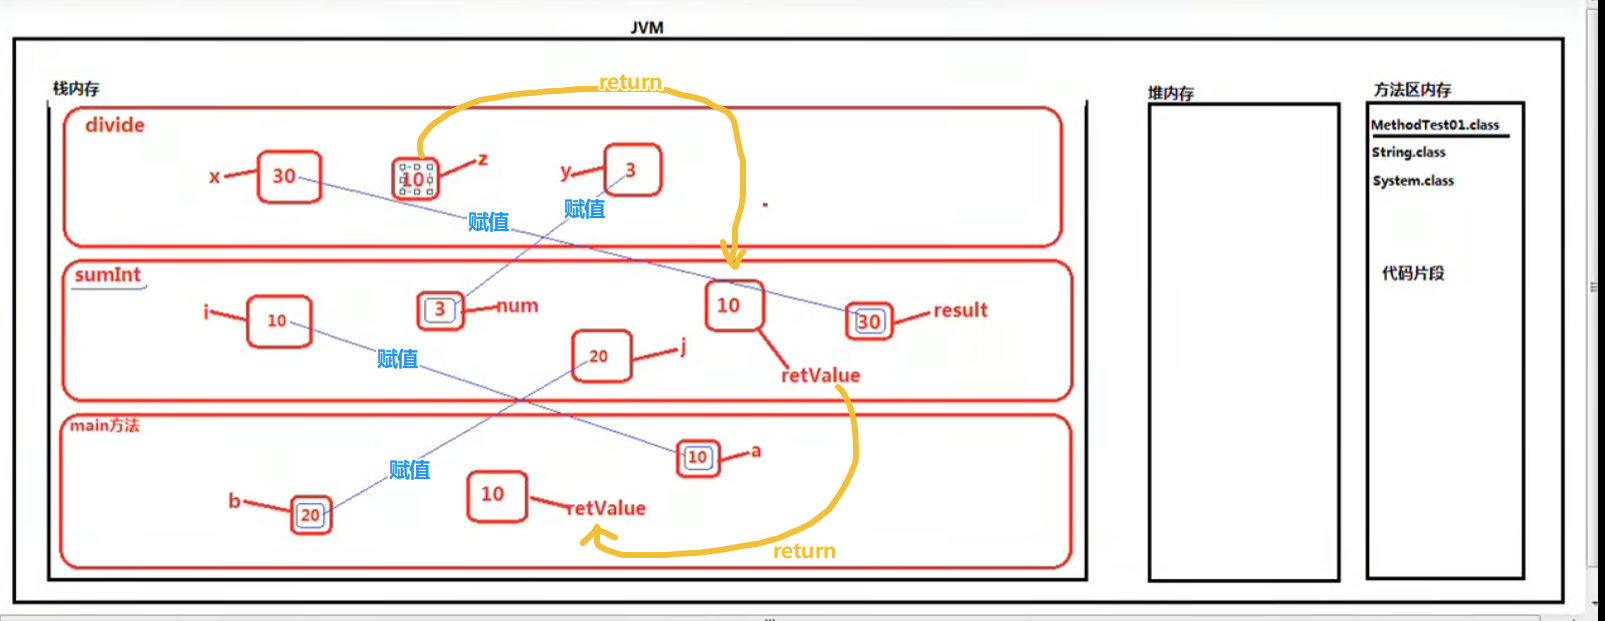 JVM
栈内存
return
堆内存
方法区内存
divide
x
30
10
z
y
3
赋值
赋值
MethodTest01.class
String.class
System.class
代码片段
sumInt
i
10
3
num
20
j
10
retValue
30
result
赋值
main方法
10
a
赋值
b
20
10
retValue
return